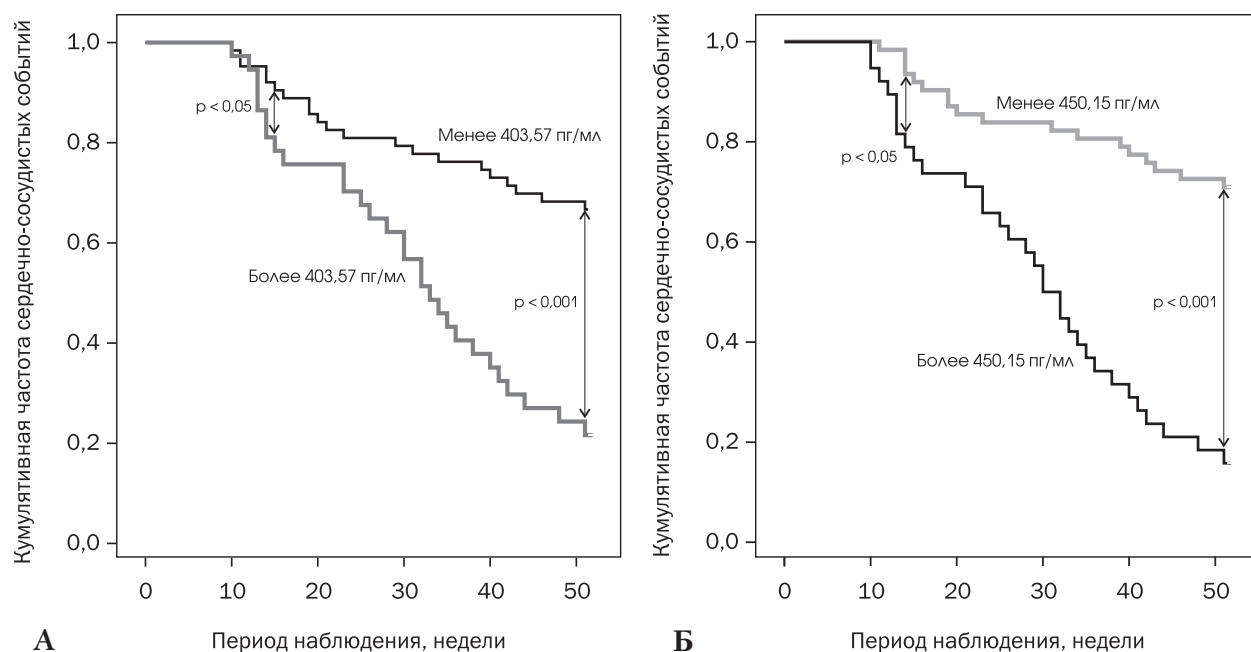 Кумулятивная частота сердечно-сосудистых событий
1,0
0,8
0,6
0,4
0,2
0,0
p < 0,05
Менее 403,57 пг/мл
Более 403,57 пг/мл
p < 0,001
0 10 20 30 40 50
Период наблюдения, недели
А
Кумулятивная частота сердечно-сосудистых событий
1,0
0,8
0,6
0,4
0,2
0,0
Менее 450,15 пг/мл
p < 0,05
p < 0,001
Более 450,15 пг/мл
0 10 20 30 40 50
Период наблюдения, недели
Б